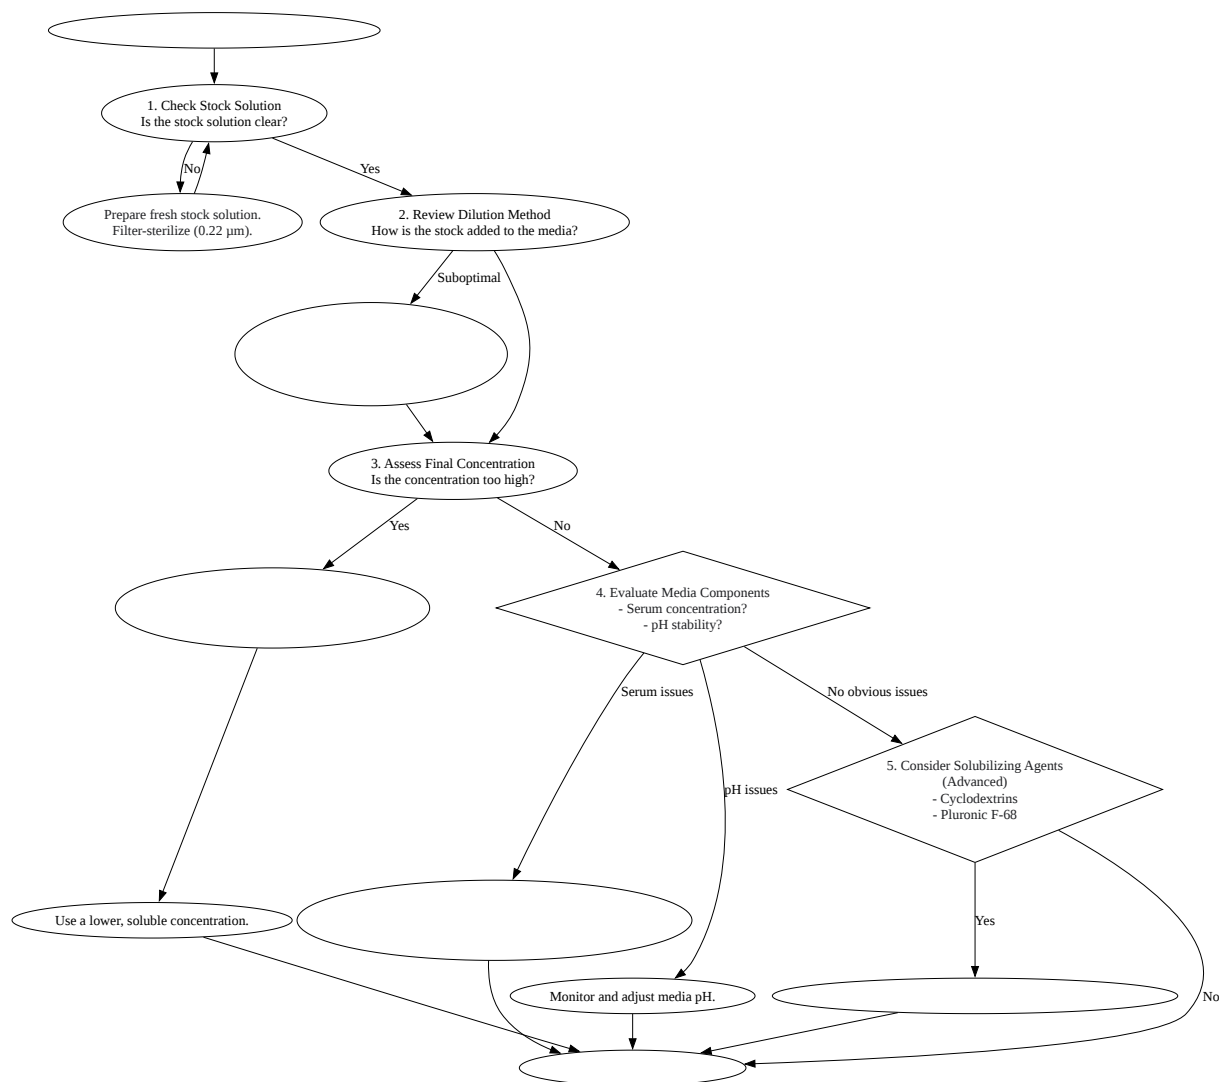 1. Check Stock Solution
Is the stock solution clear?
No
Yes
Prepare fresh stock solution.
Filter-sterilize (0.22 µm).
2. Review Dilution Method
How is the stock added to the media?
Suboptimal
3. Assess Final Concentration
Is the concentration too high?
Yes
No
4. Evaluate Media Components
- Serum concentration?
- pH stability?
Serum issues
No obvious issues
5. Consider Solubilizing Agents
(Advanced)
- Cyclodextrins
- Pluronic F-68
pH issues
Use a lower, soluble concentration.
Yes
Monitor and adjust media pH.
No